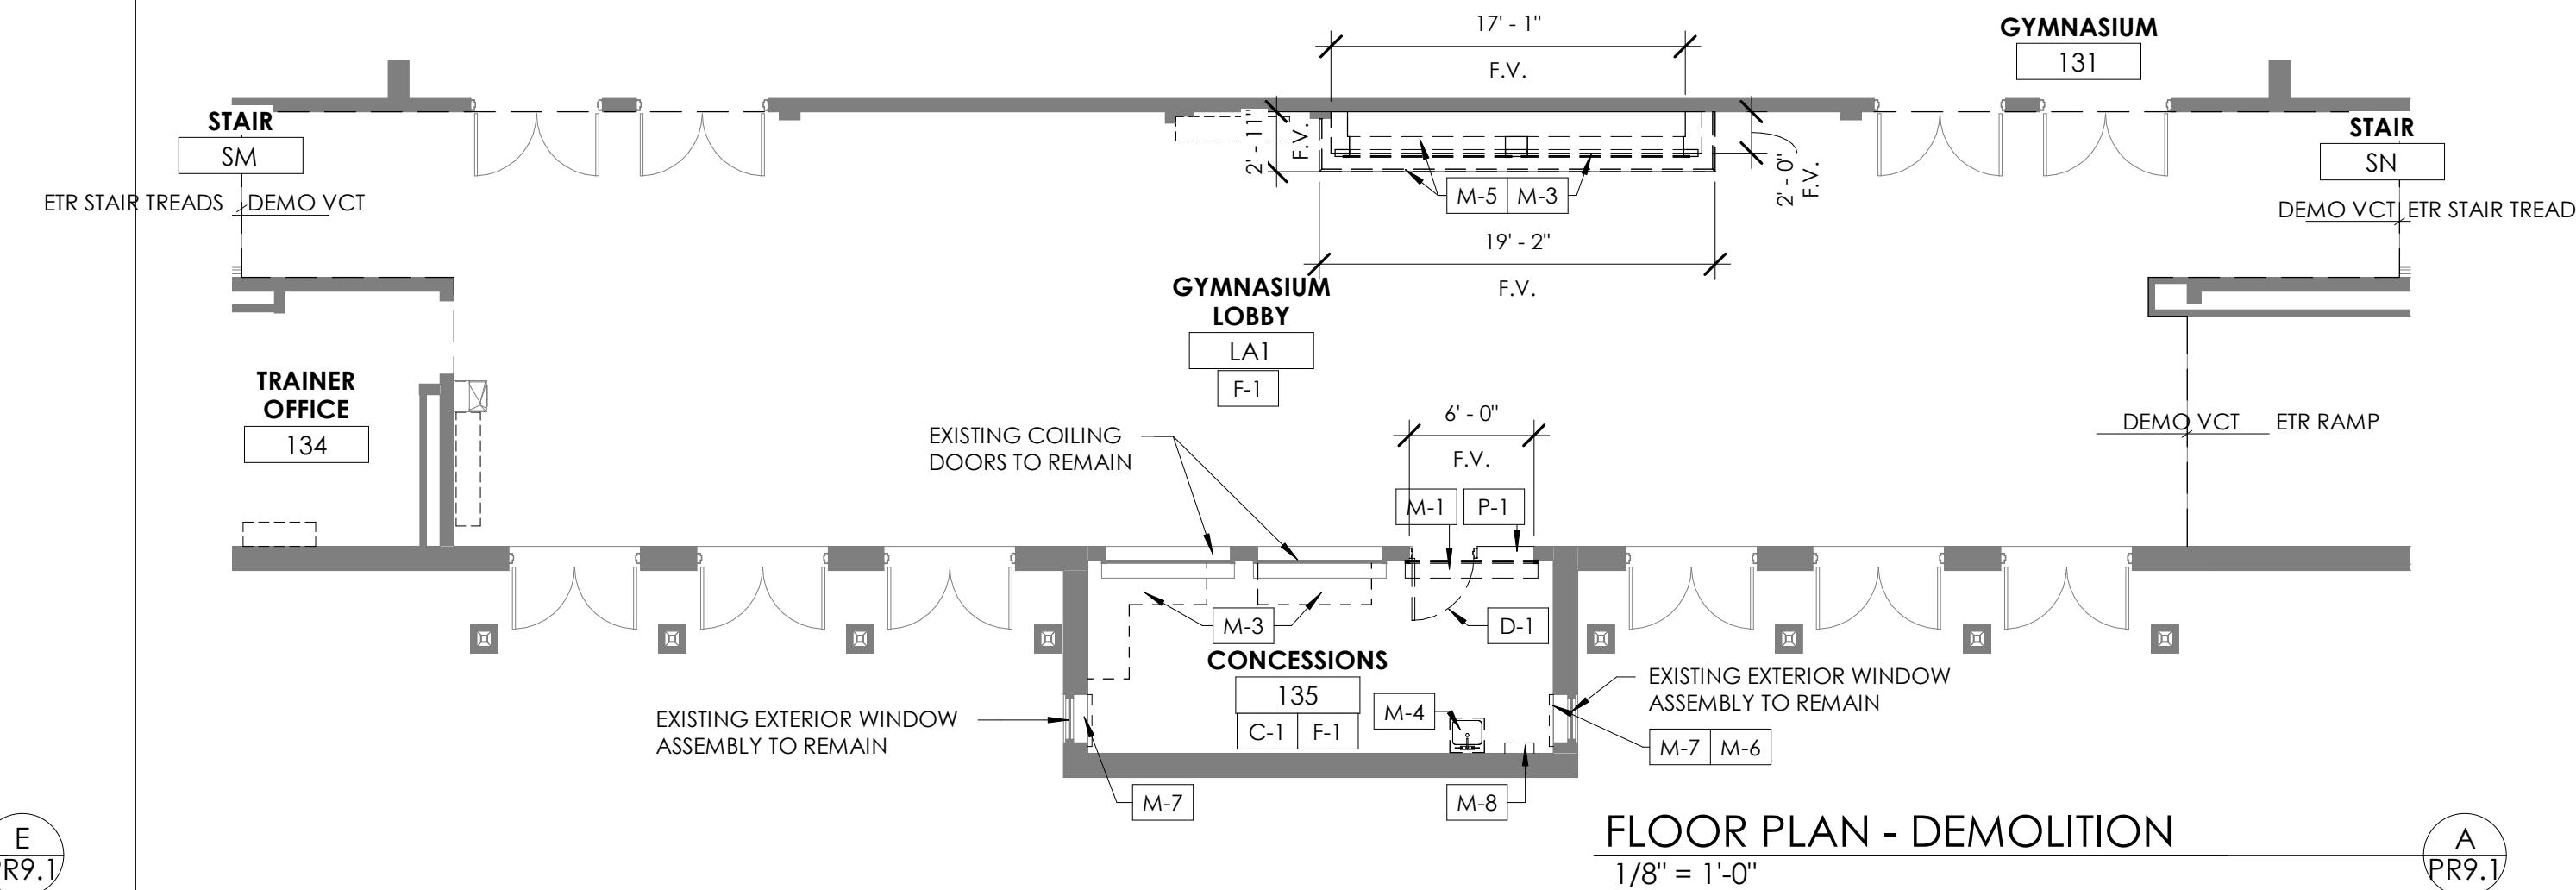 17' - 1"
F.V.
GYMNASIUM
131
STAIR
SM
2' - 11"
F.V.
2' - 0"
F.V.
STAIR
SN
ETR STAIR TREADS
DEMO VCT
M-5
M-3
DEMO VCT
ETR STAIR TREAD
19' - 2"
F.V.
GYMNASIUM
LOBBY
LA1
F-1
TRAINER
OFFICE
134
EXISTING COILING
DOORS TO REMAIN
6' - 0"
F.V.
DEMO VCT
ETR RAMP
M-1
P-1
M-3
D-1
CONCESSIONS
135
C-1
F-1
M-4
EXISTING EXTERIOR WINDOW
ASSEMBLY TO REMAIN
EXISTING EXTERIOR WINDOW
ASSEMBLY TO REMAIN
M-7
M-6
M-7
M-8
E
PR9.1
FLOOR PLAN - DEMOLITION
1/8" = 1'-0"
A
PR9.1